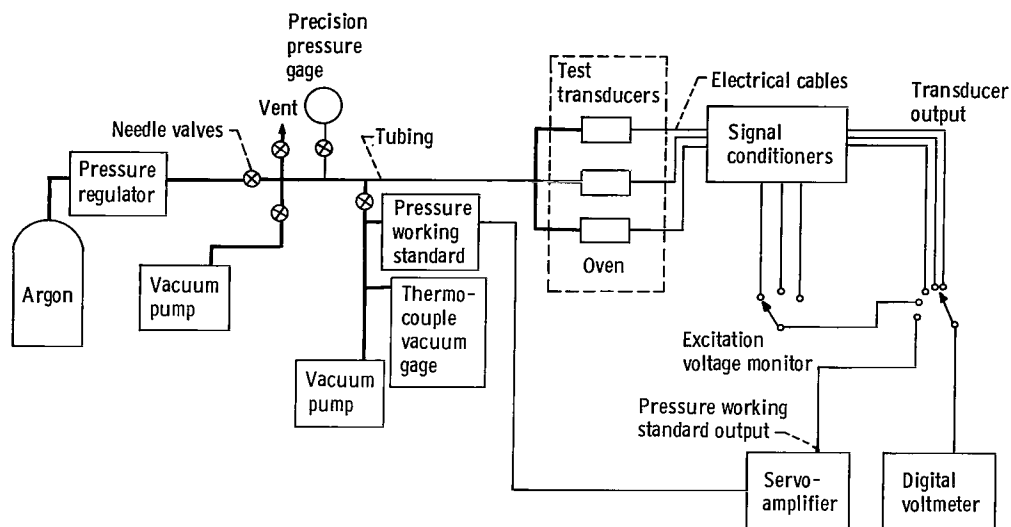 Precision
pressure
gage
Vent
Needle valves
Tubing
Pressure
regulator
Argon
Vacuum
pump
Pressure
working
standard
Thermo-
couple
vacuum
gage
Vacuum
pump
Test
transducers
Oven
Electrical cables
Signal
conditioners
Transducer
output
Excitation
voltage monitor
Pressure working
standard output
Servo-
amplifier
Digital
voltmeter